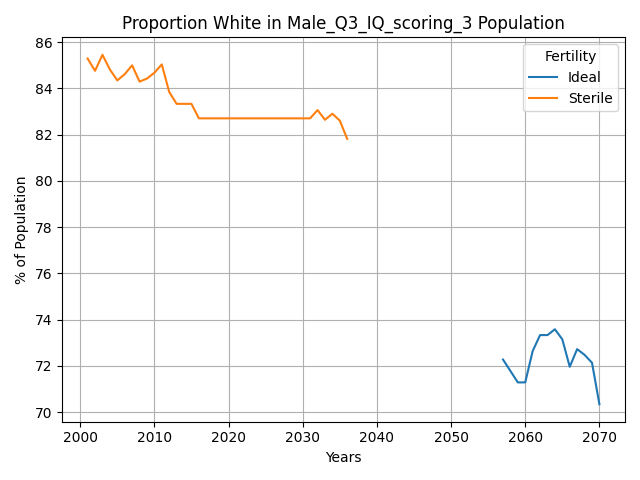 Proportion White in Male_Q3_IQ_scoring_3 Population
86
84
82
80
78
76
74
72
70
% of Population
Fertility
Ideal
Sterile
2000 2010 2020 2030 2040 2050 2060 2070
Years